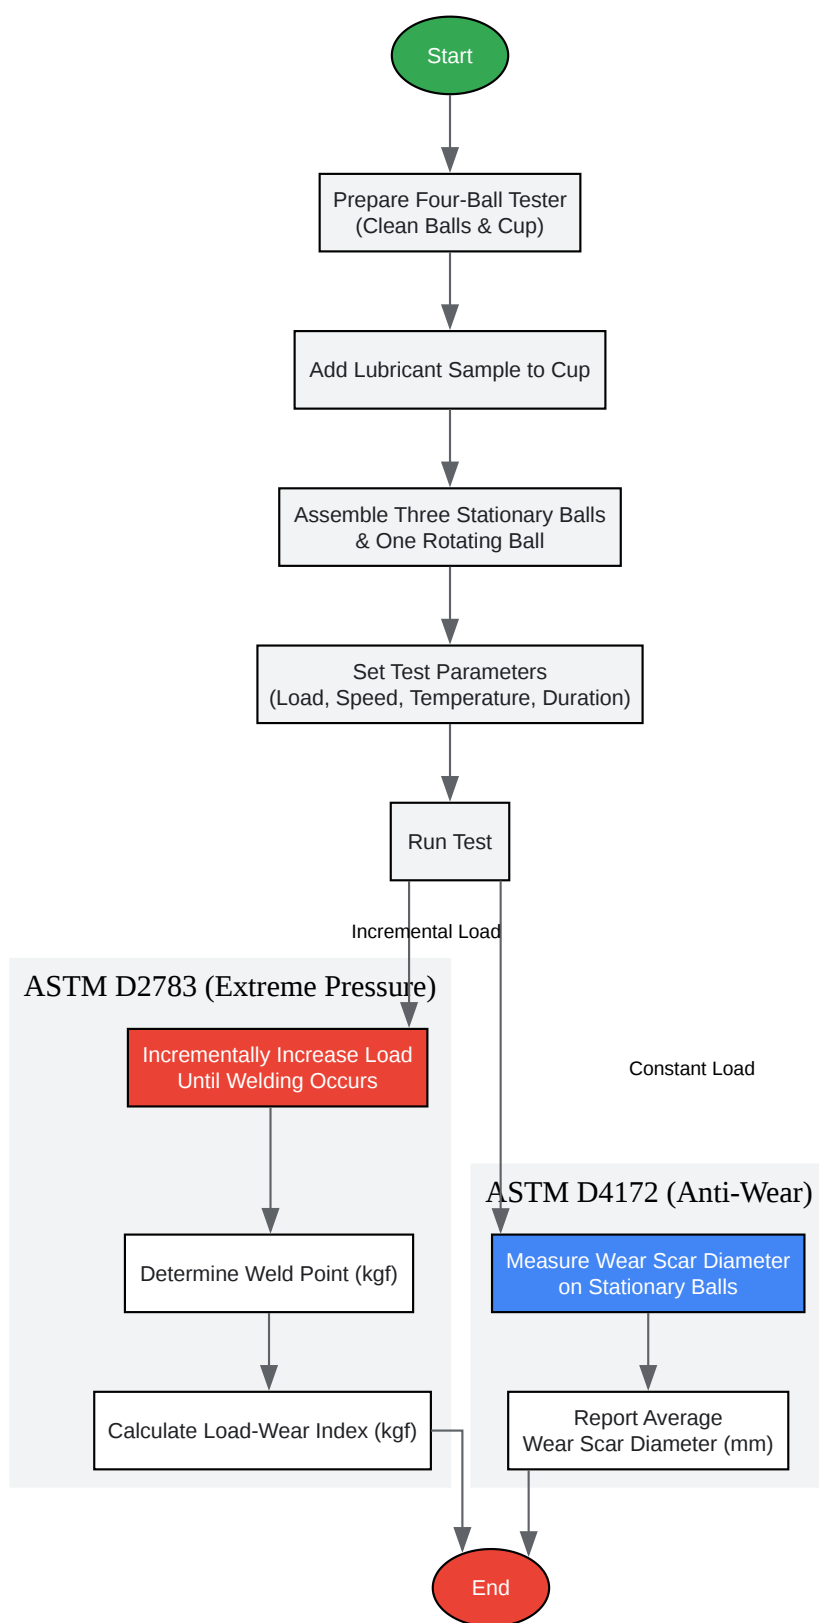 Start
Prepare Four-Ball Tester
(Clean Balls & Cup)
Add Lubricant Sample to Cup
Assemble Three Stationary Balls
& One Rotating Ball
Set Test Parameters
(Load, Speed, Temperature, Duration)
Run Test
Incremental Load
ASTM D2783 (Extreme Pressure)
Incrementally Increase Load
Until Welding Occurs
Determine Weld Point (kgf)
Calculate Load-Wear Index (kgf)
Constant Load
ASTM D4172 (Anti-Wear)
Measure Wear Scar Diameter
on Stationary Balls
Report Average
Wear Scar Diameter (mm)
End